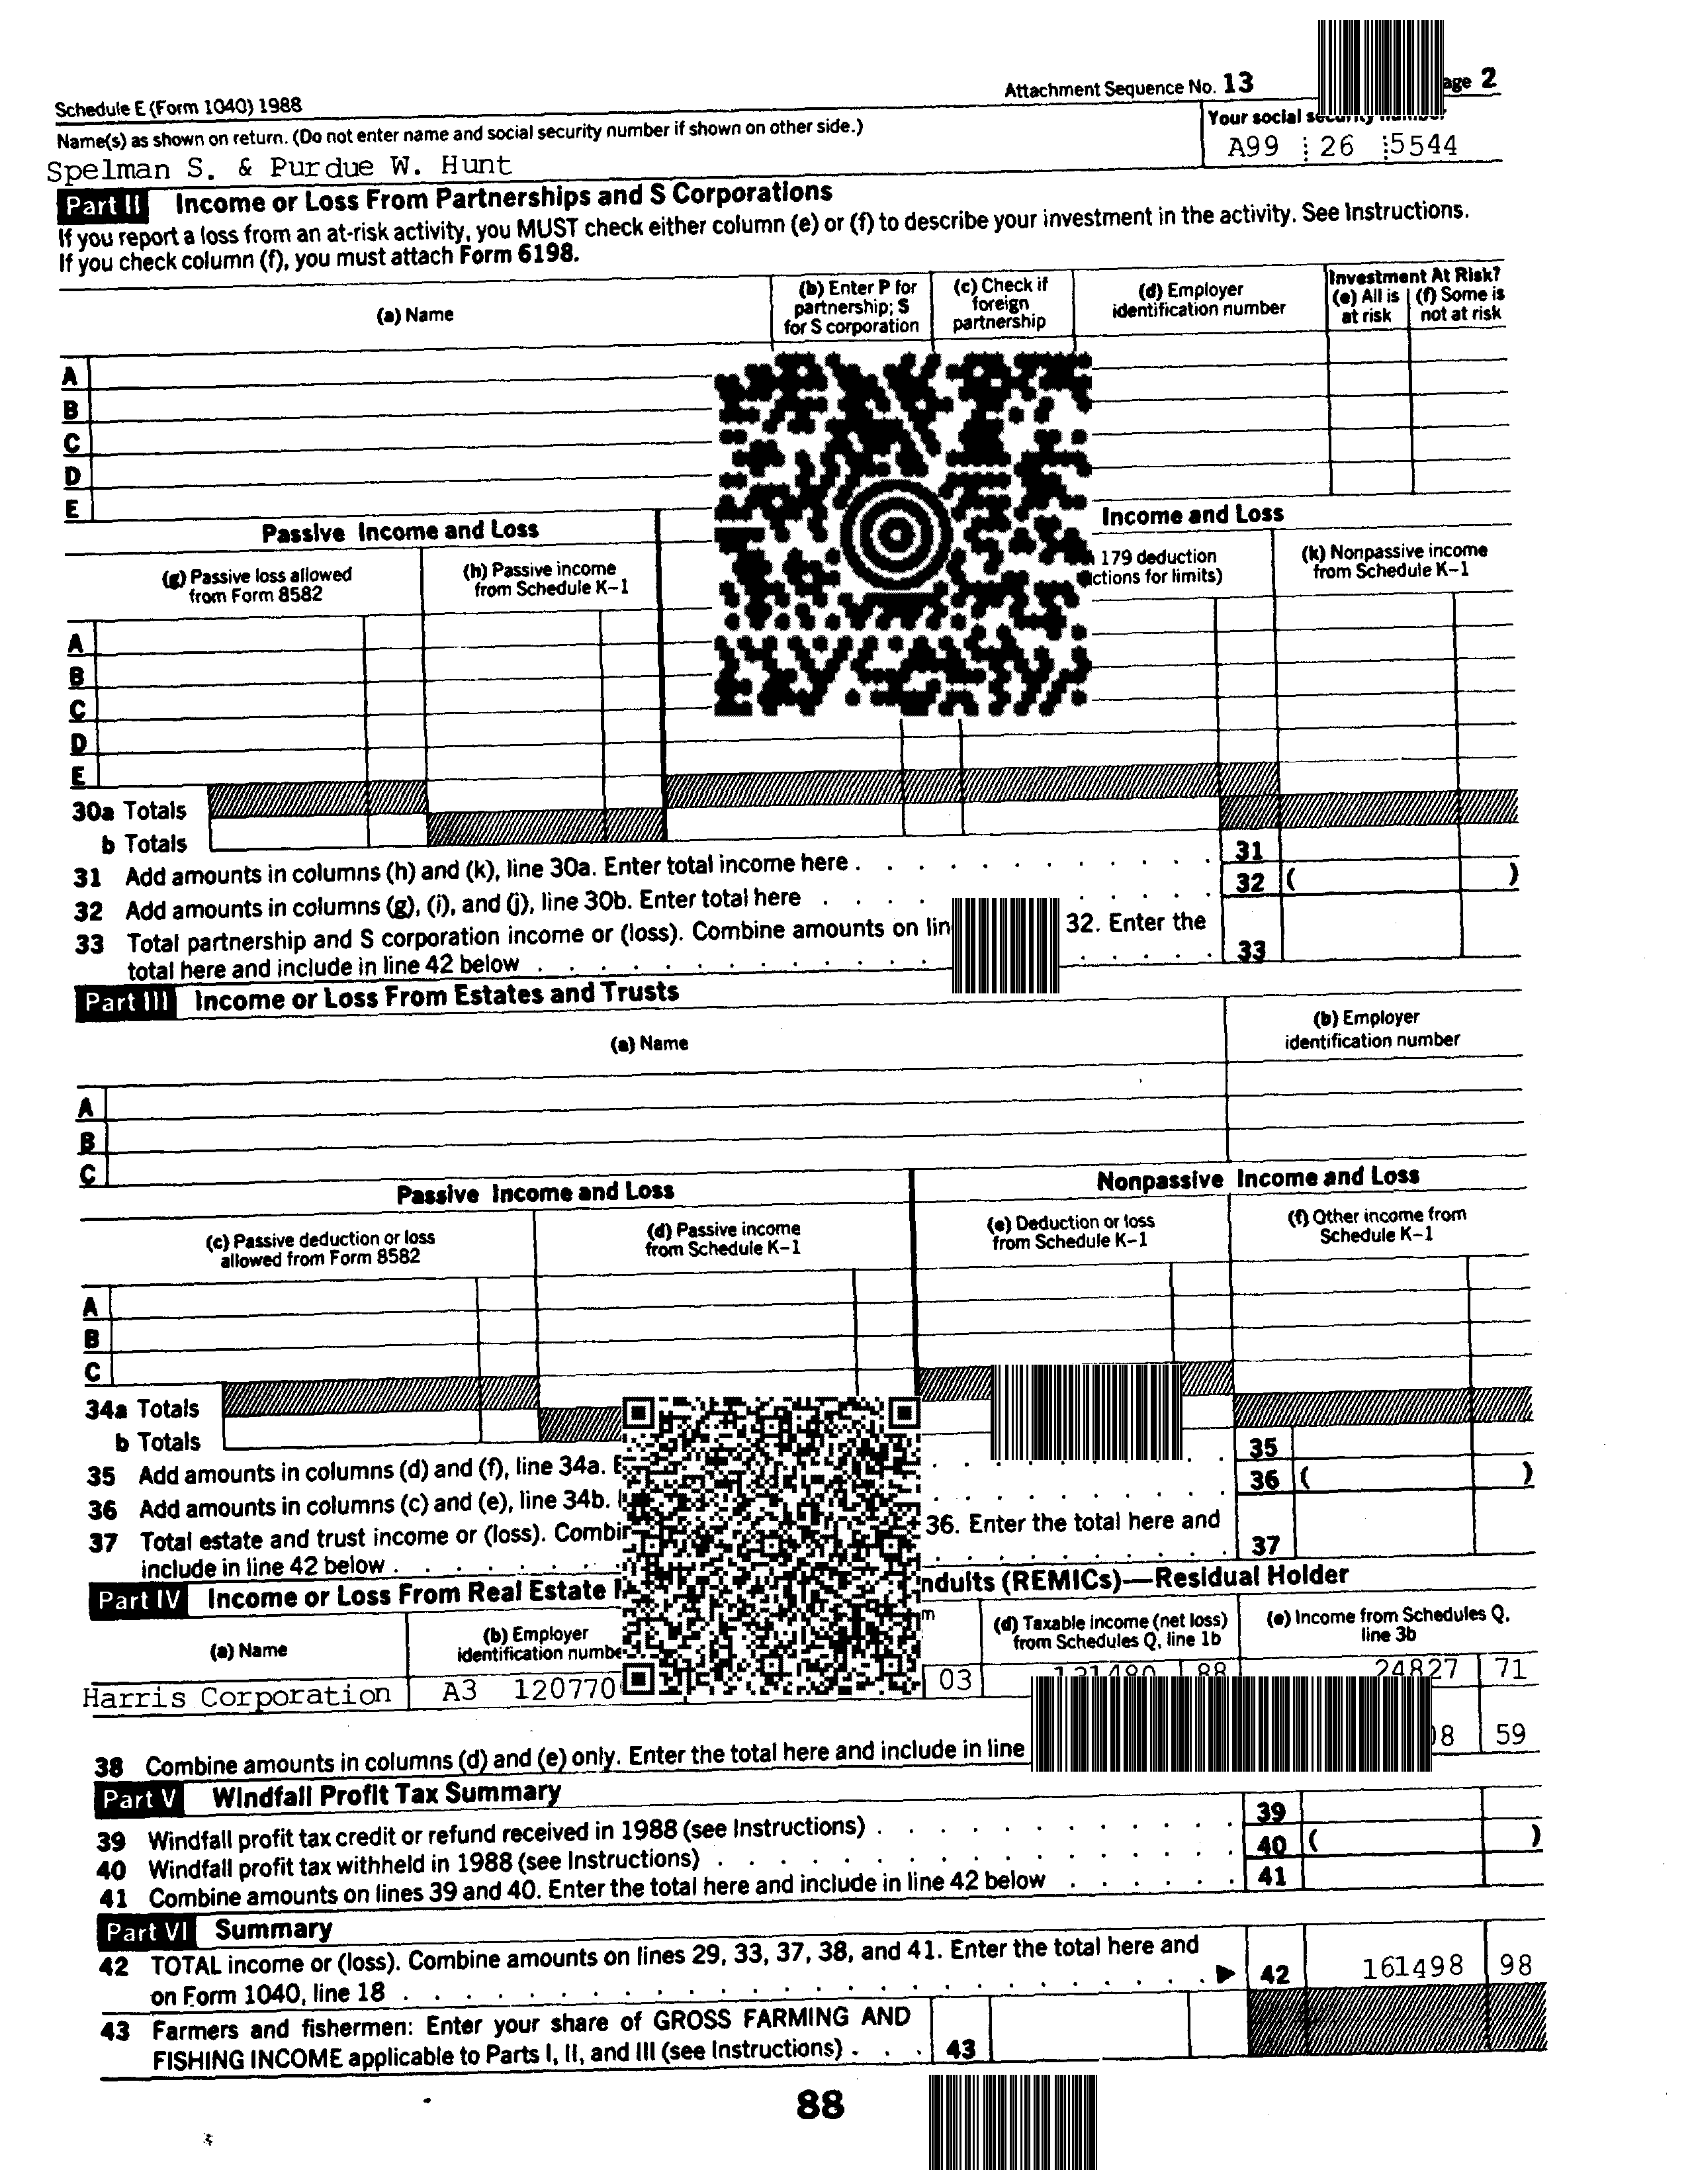 Schedule E (Form 1040) 1988 Attachment Sequence No. 13 age 2
Name(s) as shown on return. (Do not enter name and social security number if shown on other side.) Your social security number
Spelman S. & Purdue W. Hunt A99 26 5544
Part II Income or Loss From Partnerships and S Corporations
If you report a loss from an at-risk activity, you MUST check either column (e) or (f) to describe your investment in the activity. See Instructions.
If you check column (f), you must attach Form 6198.
(a) Name
(b) Enter P for partnership; S for S corporation
(c) Check if foreign partnership
(d) Employer identification number
Investment At Risk?
(e) All is at risk
(f) Some is not at risk
A
B
C
D
E
Passive Income and Loss Income and Loss
(g) Passive loss allowed from Form 8582
(h) Passive income from Schedule K-1
179 deduction
ctions for limits)
(k) Nonpassive income from Schedule K-1
A
B
C
D
E
30a Totals
b Totals
31 Add amounts in columns (h) and (k), line 30a. Enter total income here . . . . . . . . . . 31
32 Add amounts in columns (g), (i), and (j), line 30b. Enter total here . . . . . . . 32 ( )
33 Total partnership and S corporation income or (loss). Combine amounts on lin 32. Enter the
total here and include in line 42 below . . . . . . . . . . . . 33
Part III Income or Loss From Estates and Trusts
(a) Name
(b) Employer identification number
A
B
C
Passive Income and Loss Nonpassive Income and Loss
(c) Passive deduction or loss allowed from Form 8582
(d) Passive income from Schedule K-1
(e) Deduction or loss from Schedule K-1
(f) Other income from Schedule K-1
A
B
C
34a Totals
b Totals
35 Add amounts in columns (d) and (f), line 34a. 35
36 Add amounts in columns (c) and (e), line 34b. 36 ( )
37 Total estate and trust income or (loss). Combi 36. Enter the total here and
include in line 42 below . . . . . . . 37
Part IV Income or Loss From Real Estate nduits (REMICs)—Residual Holder
(a) Name
(b) Employer identification numbe
m
(d) Taxable income (net loss) from Schedules Q, line 1b
(e) Income from Schedules Q, line 3b
Harris Corporation A3 120770 03 121480 88 24827 71
38 Combine amounts in columns (d) and (e) only. Enter the total here and include in line 08 59
Part V Windfall Profit Tax Summary
39 Windfall profit tax credit or refund received in 1988 (see Instructions) . . . . . . . . . . . 39
40 Windfall profit tax withheld in 1988 (see Instructions) . . . . . . . . . . . . . 40 ( )
41 Combine amounts on lines 39 and 40. Enter the total here and include in line 42 below . . . . . . 41
Part VI Summary
42 TOTAL income or (loss). Combine amounts on lines 29, 33, 37, 38, and 41. Enter the total here and
on Form 1040, line 18 . . . . . . . . . . . . . . . . . . . ▶ 42 161498 98
43 Farmers and fishermen: Enter your share of GROSS FARMING AND
FISHING INCOME applicable to Parts I, II, and III (see Instructions) . . . 43
88